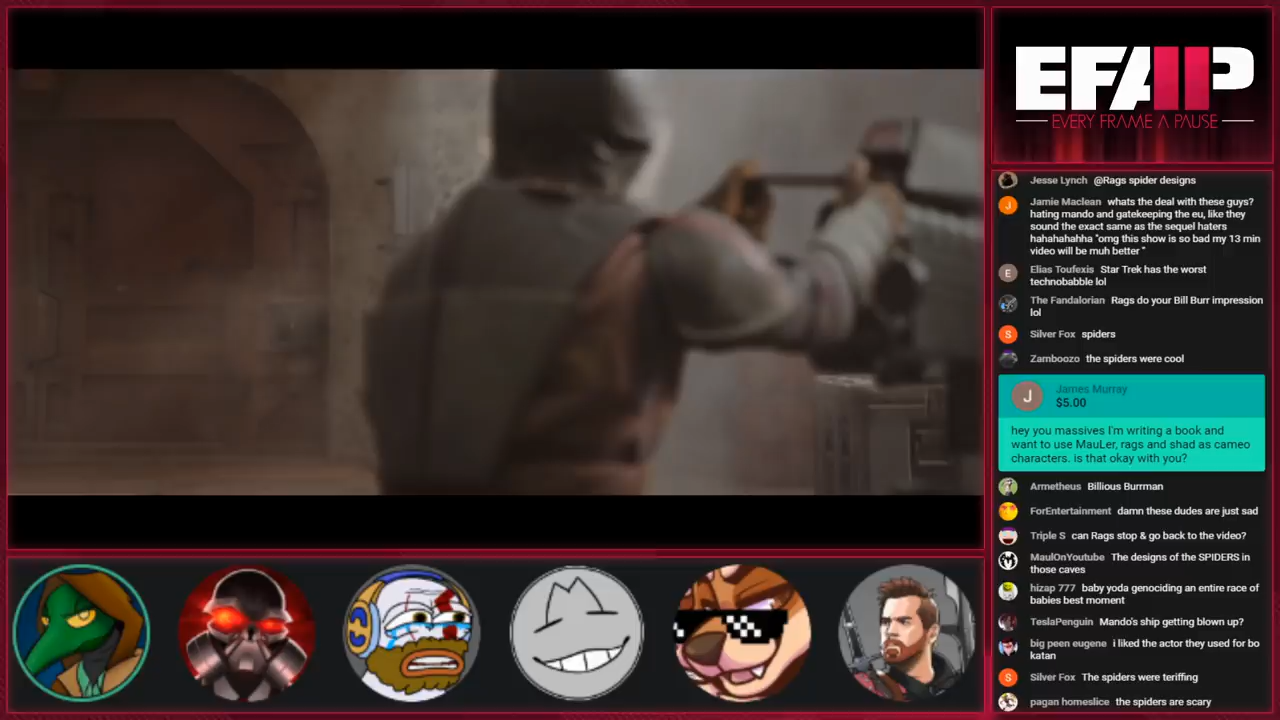 EFAP
EVERY FRAME A PAUSE
Jesse Lynch @Rags spider designs
J
Jamie Maclean whats the deal with these guys?
hating mando and gatekeeping the eu, like they
sound the exact same as the sequel haters
hahahahahha "omg this show is so bad my 13 min
video will be muh better "
E
Elias Toufexis Star Trek has the worst
technobabble lol
The Fandalorian Rags do your Bill Burr impression
lol
S
Silver Fox spiders
Zamboozo the spiders were cool
J
James Murray
$5.00
hey you massives I'm writing a book and
want to use MauLer, rags and shad as cameo
characters. is that okay with you?
Armetheus Billious Burrman
ForEntertainment damn these dudes are just sad
Triple S can Rags stop & go back to the video?
MaulOnYoutube The designs of the SPIDERS in
those caves
hizap 777 baby yoda genociding an entire race of
babies best moment
TeslaPenguin Mando's ship getting blown up?
big peen eugene i liked the actor they used for bo
katan
S
Silver Fox The spiders were teriffing
pagan homeslice the spiders are scary